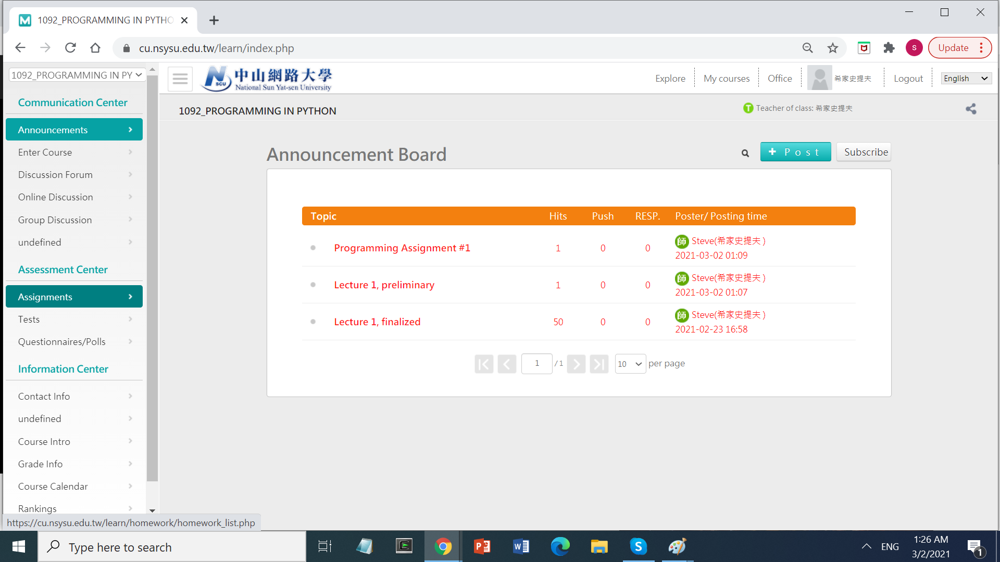 1092_PROGRAMMING IN PYTHO
cu.nsysu.edu.tw/learn/index.php
S
Update
1092_PROGRAMMING IN PY
N
SCU
中山網路大學
National Sun Yat-sen University
Explore
My courses
Office
希家史提夫
Logout
English
Communication Center
Announcements
Enter Course
Discussion Forum
Online Discussion
Group Discussion
undefined
Assessment Center
Assignments
Tests
Questionnaires/Polls
Information Center
Contact Info
undefined
Course Intro
Grade Info
Course Calendar
Rankings
https://cu.nsysu.edu.tw/learn/homework/homework_list.php
1092_PROGRAMMING IN PYTHON
T Teacher of class: 希家史提夫
Announcement Board
+ Post
Subscribe
Topic Hits Push RESP. Poster/ Posting time
Programming Assignment #1 1 0 0 師 Steve(希家史提夫 )
2021-03-02 01:09
Lecture 1, preliminary 1 0 0 師 Steve(希家史提夫 )
2021-03-02 01:07
Lecture 1, finalized 50 0 0 師 Steve(希家史提夫 )
2021-02-23 16:58
1 /1 10 per page
Type here to search
ENG
1:26 AM
3/2/2021
1